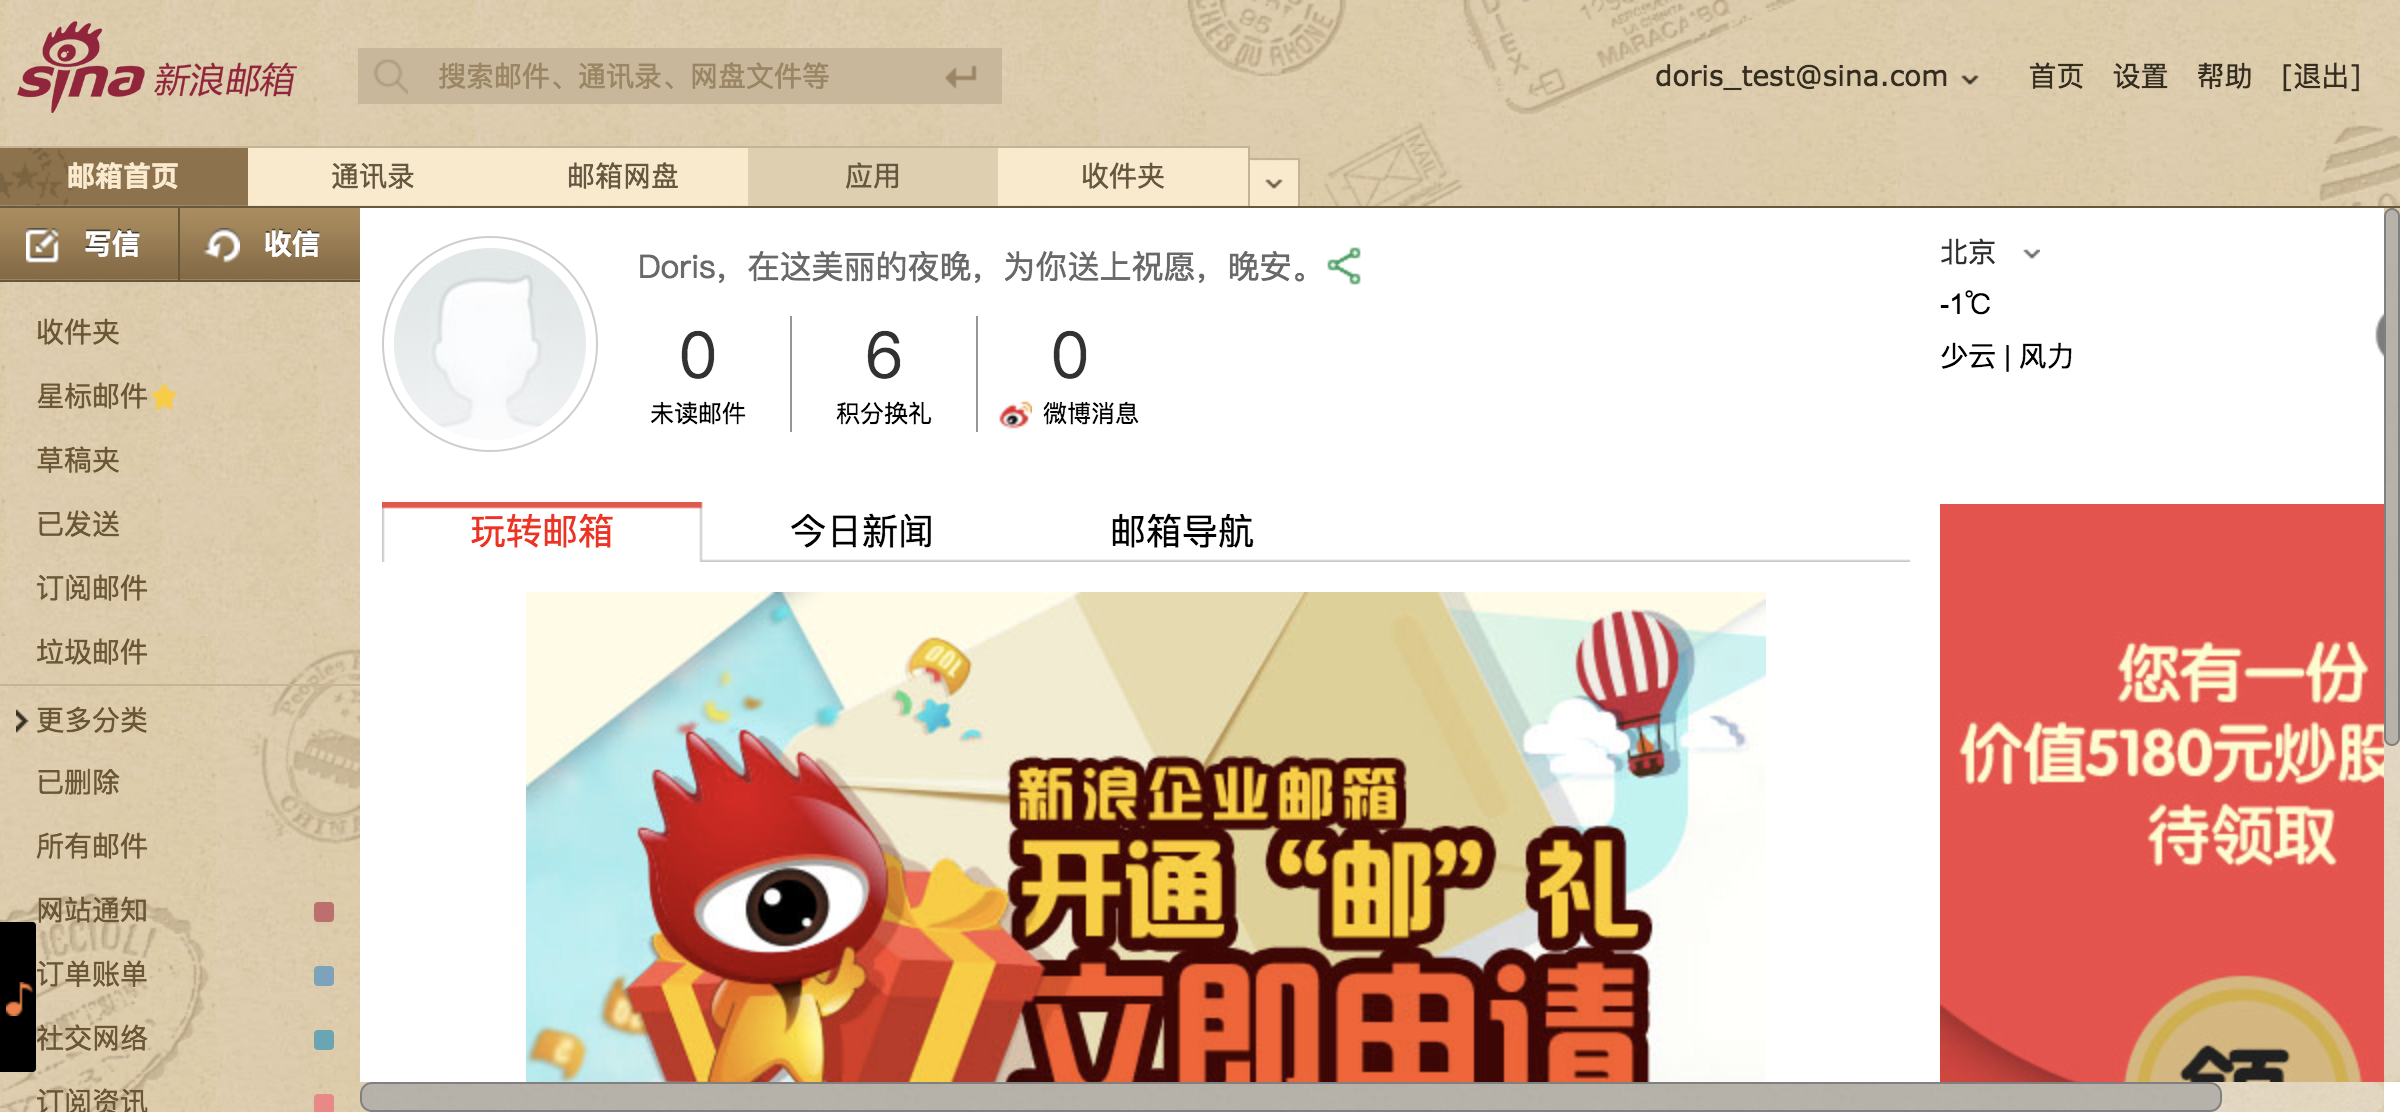 sina 新浪邮箱
搜索邮件、通讯录、网盘文件等
doris_test@sina.com
首页 设置 帮助 [退出]
邮箱首页 通讯录 邮箱网盘 应用 收件夹
写信 收信
收件夹
星标邮件
草稿夹
已发送
订阅邮件
垃圾邮件
更多分类
已删除
所有邮件
网站通知
订单账单
社交网络
订阅资讯
Doris，在这美丽的夜晚，为你送上祝愿，晚安。
0 6 0
未读邮件 积分换礼 微博消息
北京
-1℃
少云 | 风力
玩转邮箱 今日新闻 邮箱导航
新浪企业邮箱
开通“邮”礼
立即申请
您有一份
价值5180元炒股
待领取
领
MARACA'BO
MAIL